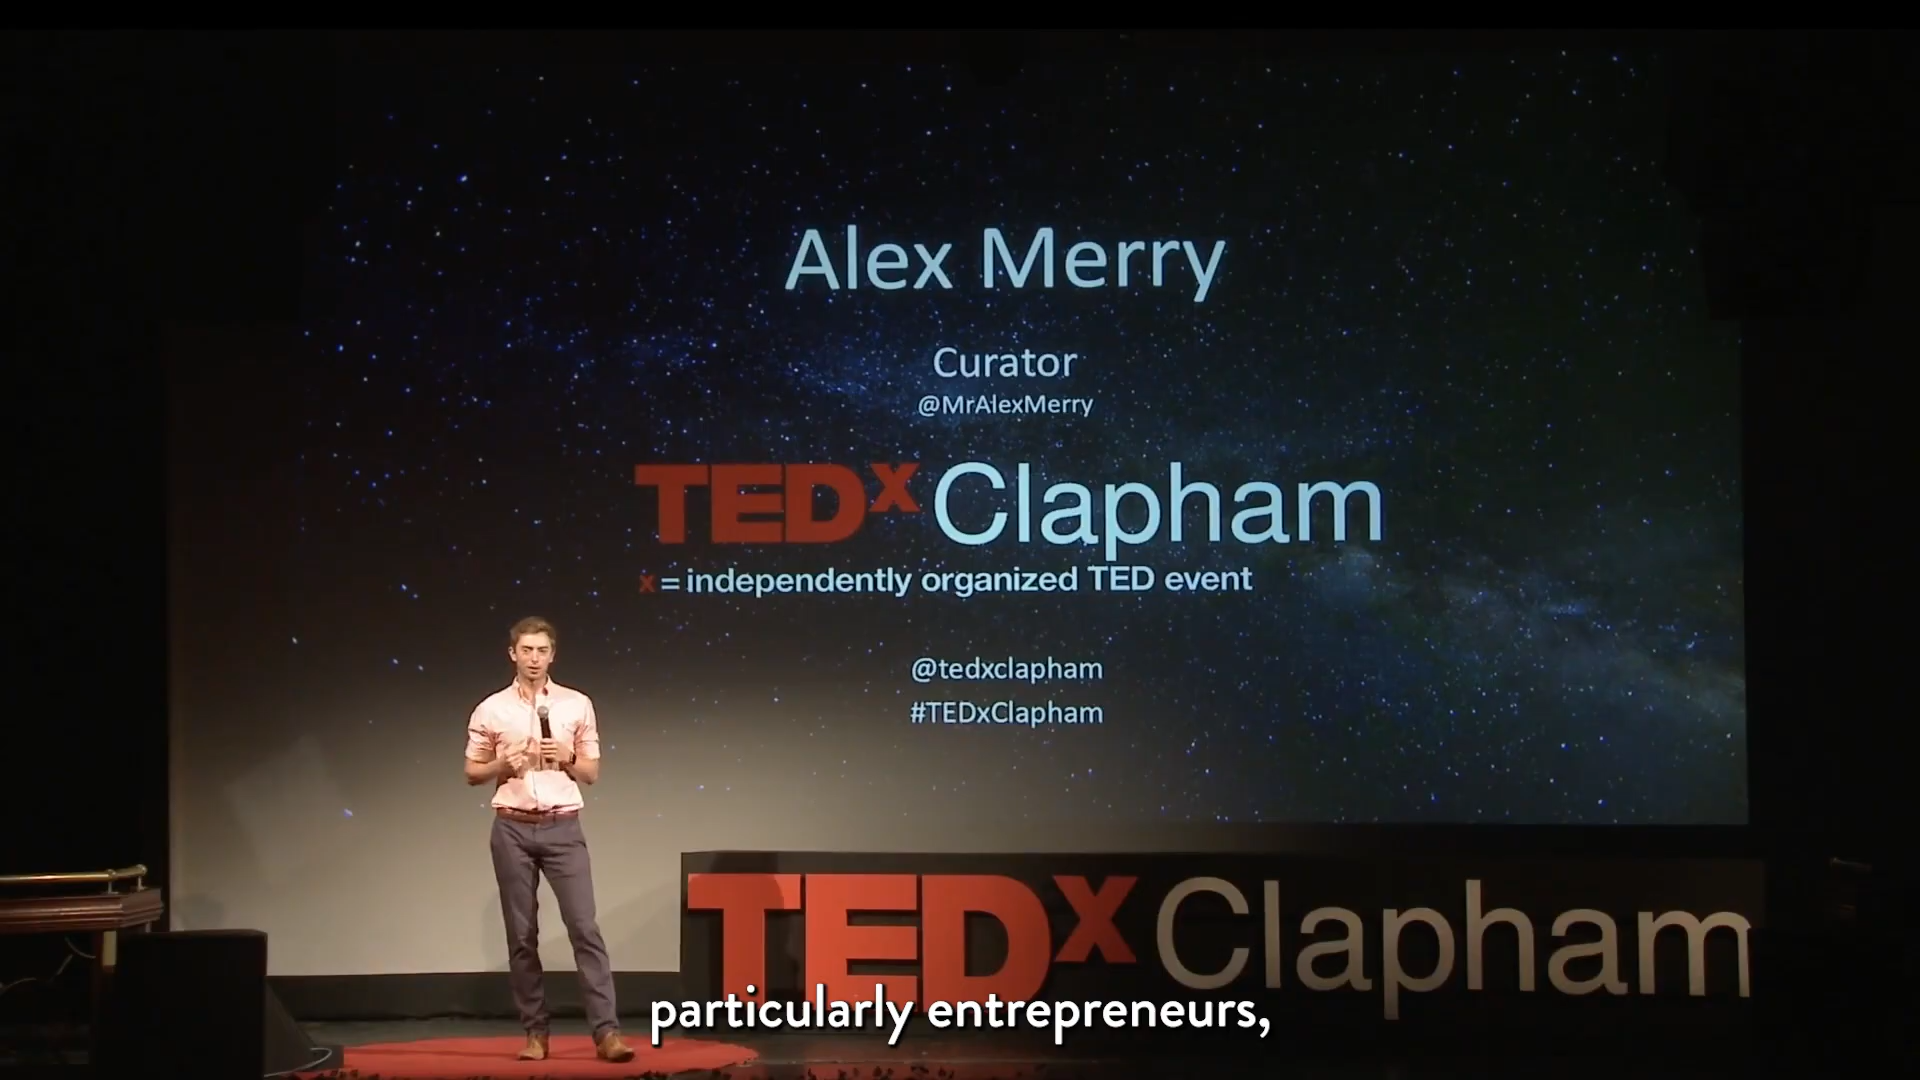 Alex Merry
Curator
@MrAlexMerry
TEDx Clapham
x = independently organized TED event
@tedxclapham
#TEDxClapham
TEDx Clapham
particularly entrepreneurs,